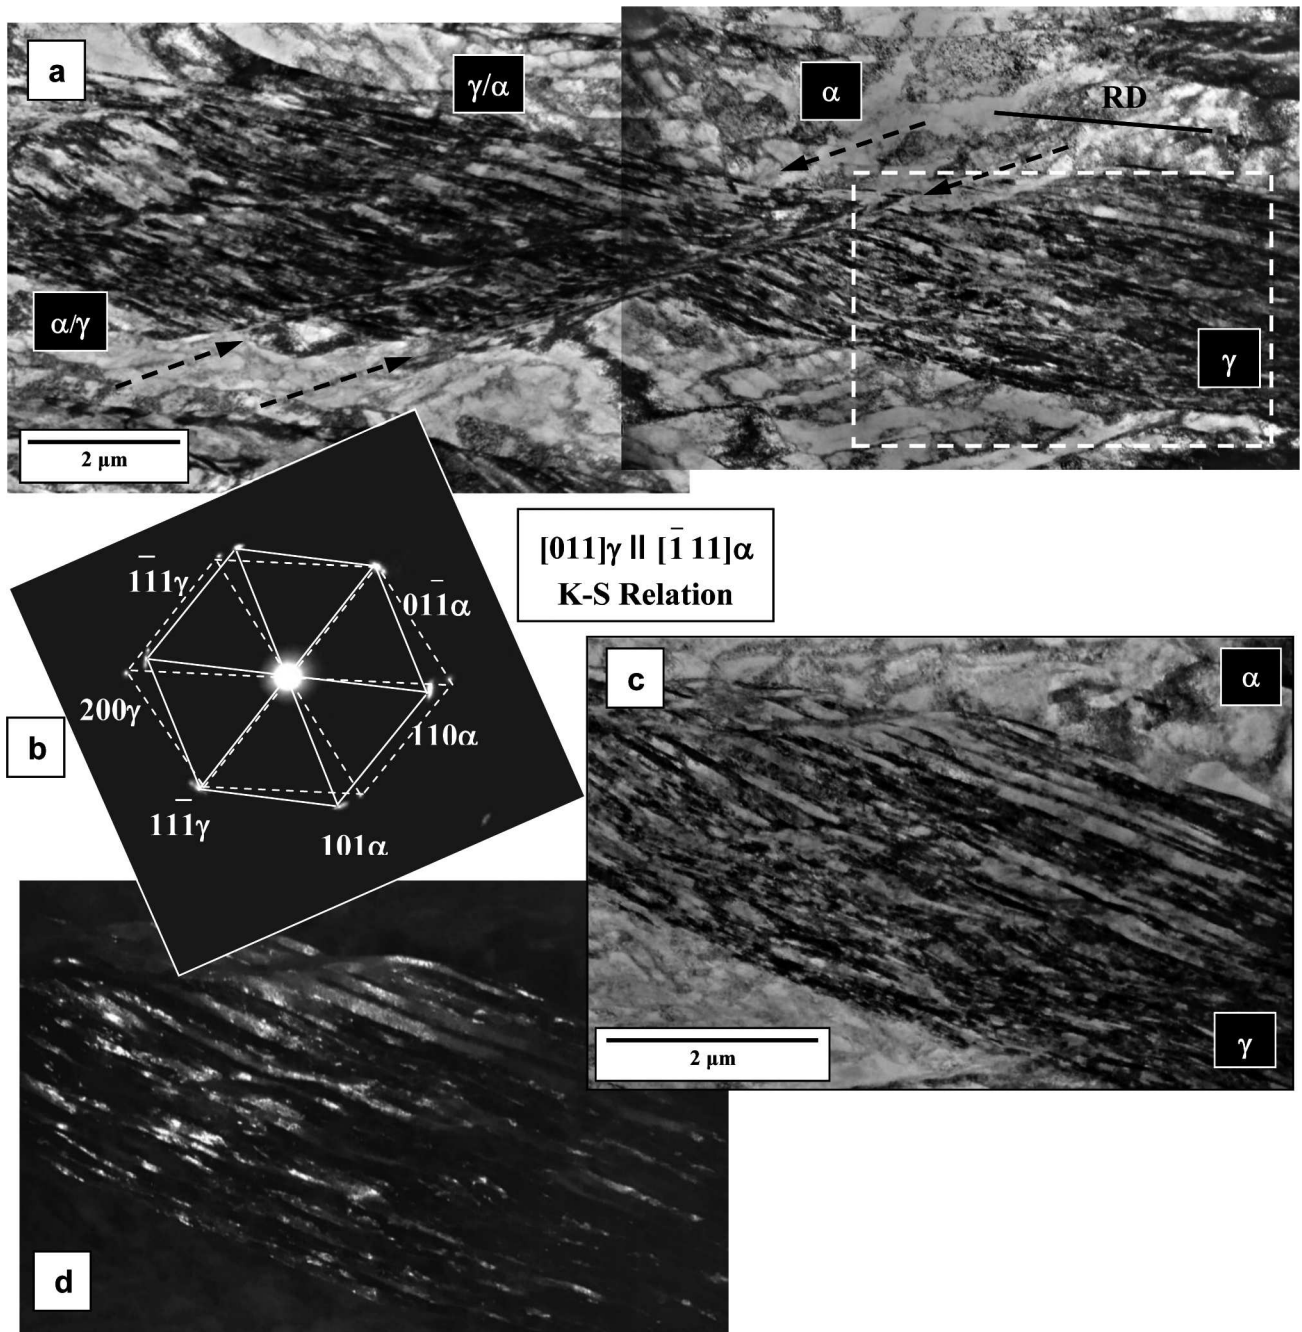 a
γ/α
α
RD
α/γ
γ
2 μm
[011]γ || [1̄ 11]α
K-S Relation
b
1̄11γ
011̄α
200γ
110α
111̄γ
101α
c
α
γ
2 μm
d